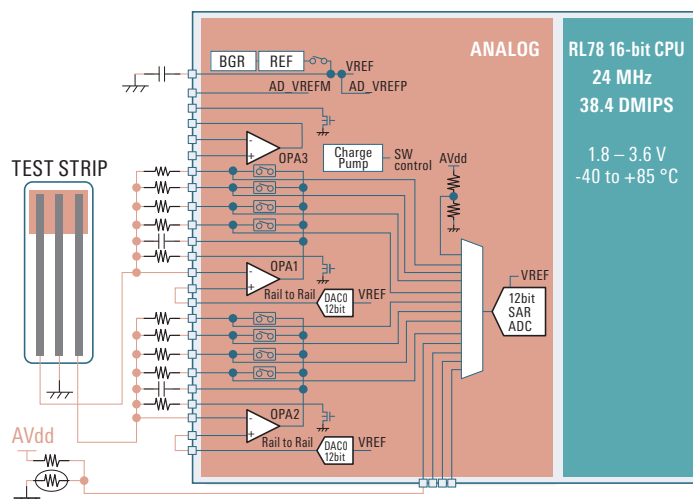 ANALOG
RL78 16-bit CPU
24 MHz
38.4 DMIPS
1.8 – 3.6 V
-40 to +85 °C
BGR
REF
VREF
AD_VREFM
AD_VREFP
OPA3
Charge
Pump
SW
control
AVdd
TEST STRIP
OPA1
Rail to Rail
DAC0
12bit
VREF
VREF
12bit
SAR
ADC
OPA2
Rail to Rail
DAC0
12bit
VREF
AVdd